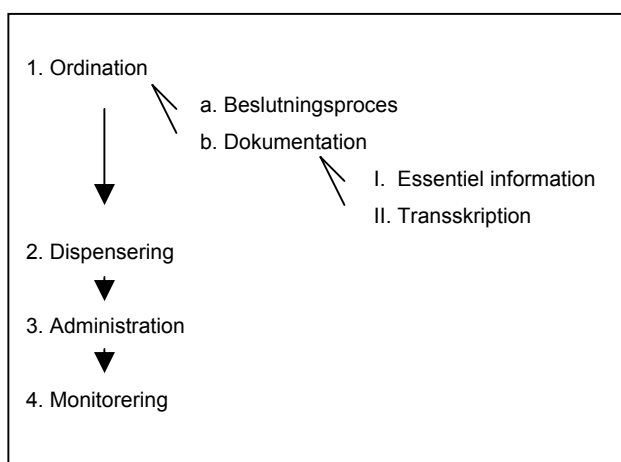 1. Ordination
a. Beslutningsproces
b. Dokumentation
I. Essentiel information
II. Transskription
2. Dispensering
3. Administration
4. Monitorering